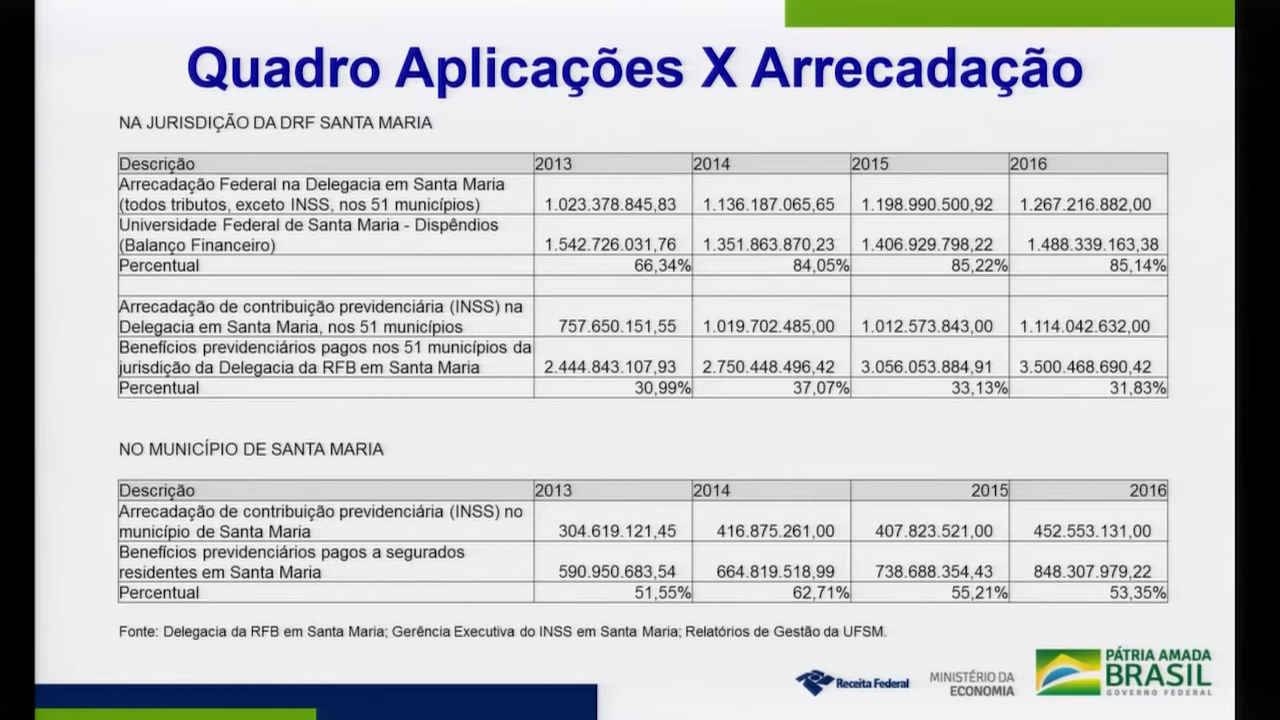 Quadro Aplicações X Arrecadação
NA JURISDIÇÃO DA DRF SANTA MARIA
Descrição 2013 2014 2015 2016
Arrecadação Federal na Delegacia em Santa Maria
(todos tributos, exceto INSS, nos 51 municípios) 1.023.378.845,83 1.136.187.065,65 1.198.990.500,92 1.267.216.882,00
Universidade Federal de Santa Maria - Dispêndios
(Balanço Financeiro) 1.542.726.031,76 1.351.863.870,23 1.406.929.798,22 1.488.339.163,38
Percentual 66,34% 84,05% 85,22% 85,14%
Arrecadação de contribuição previdenciária (INSS) na
Delegacia em Santa Maria, nos 51 municípios 757.650.151,55 1.019.702.485,00 1.012.573.843,00 1.114.042.632,00
Benefícios previdenciários pagos nos 51 municípios da
jurisdição da Delegacia da RFB em Santa Maria 2.444.843.107,93 2.750.448.496,42 3.056.053.884,91 3.500.468.690,42
Percentual 30,99% 37,07% 33,13% 31,83%
NO MUNICÍPIO DE SANTA MARIA
Descrição 2013 2014 2015 2016
Arrecadação de contribuição previdenciária (INSS) no
município de Santa Maria 304.619.121,45 416.875.261,00 407.823.521,00 452.553.131,00
Benefícios previdenciários pagos a segurados
residentes em Santa Maria 590.950.683,54 664.819.518,99 738.688.354,43 848.307.979,22
Percentual 51,55% 62,71% 55,21% 53,35%
Fonte: Delegacia da RFB em Santa Maria; Gerência Executiva do INSS em Santa Maria; Relatórios de Gestão da UFSM.
Receita Federal
MINISTÉRIO DA
ECONOMIA
PÁTRIA AMADA
BRASIL
GOVERNO FEDERAL